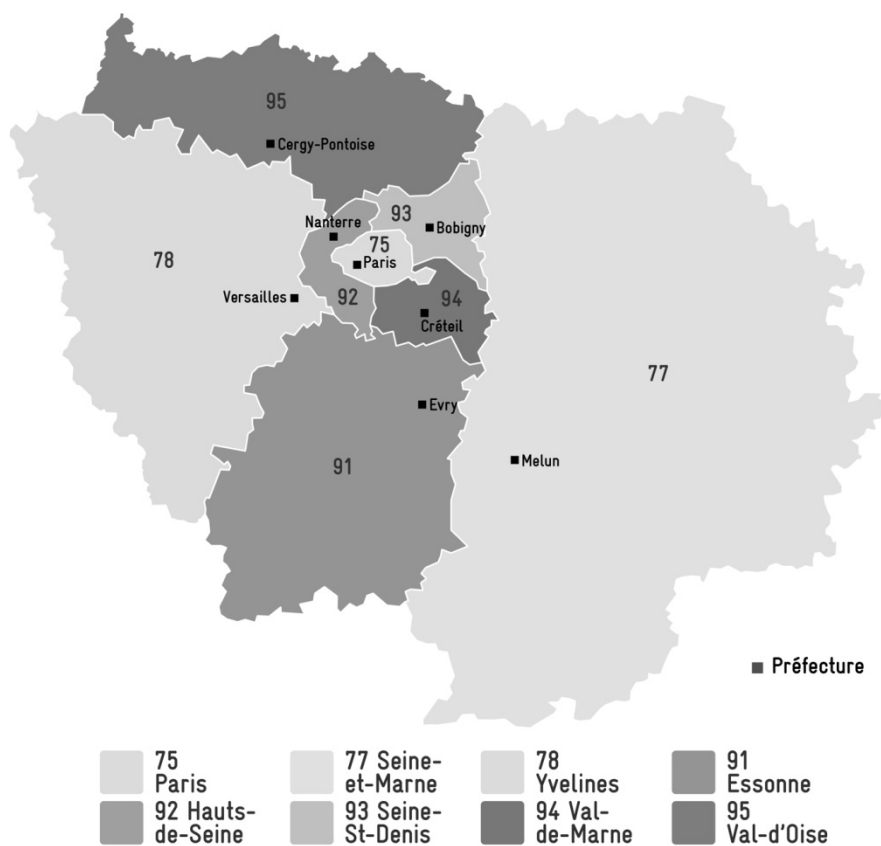 95
Cergy-Pontoise
Nanterre
93
Bobigny
75
Paris
78
Versailles
92
94
Créteil
77
Evry
91
Melun
Préfecture
75
Paris
77 Seine-
et-Marne
78
Yvelines
91
Essonne
92 Hauts-
de-Seine
93 Seine-
St-Denis
94 Val-
de-Marne
95
Val-d'Oise